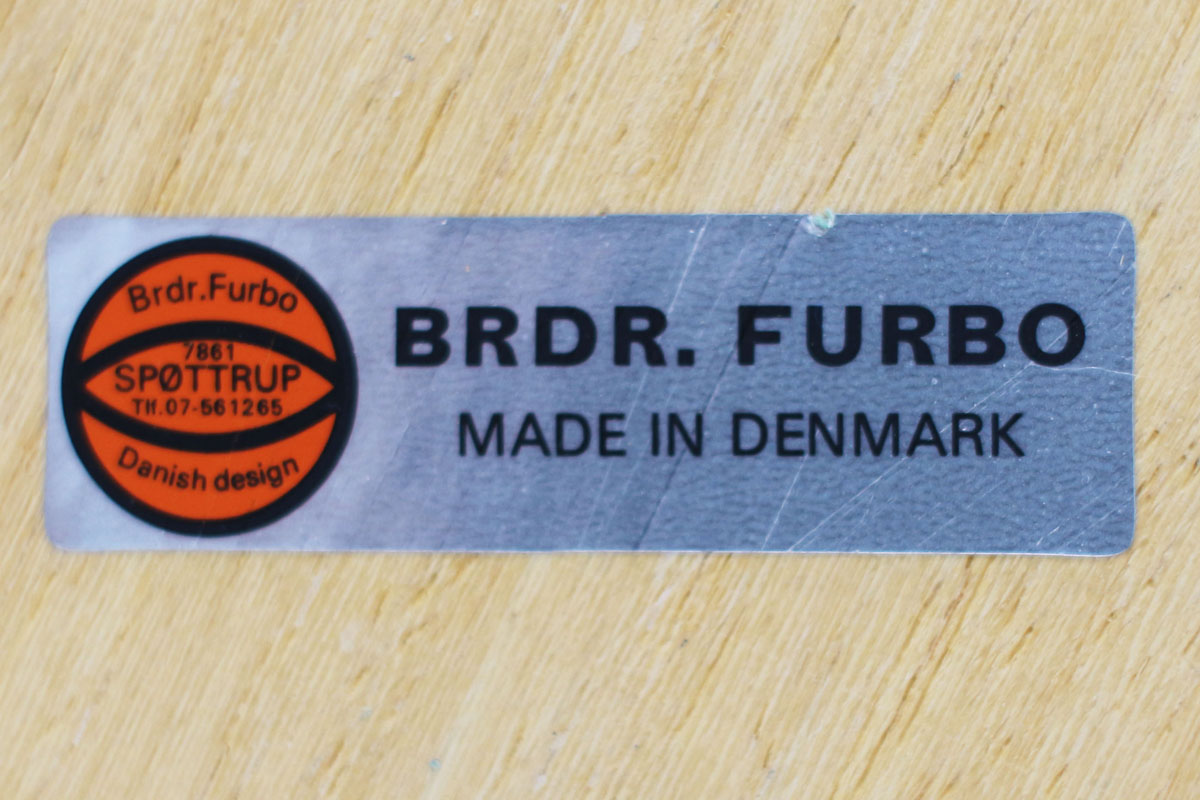 Brdr.Furbo
7861
SPØTTRUP
Tlf.07-561265
Danish design
BRDR. FURBO
MADE IN DENMARK